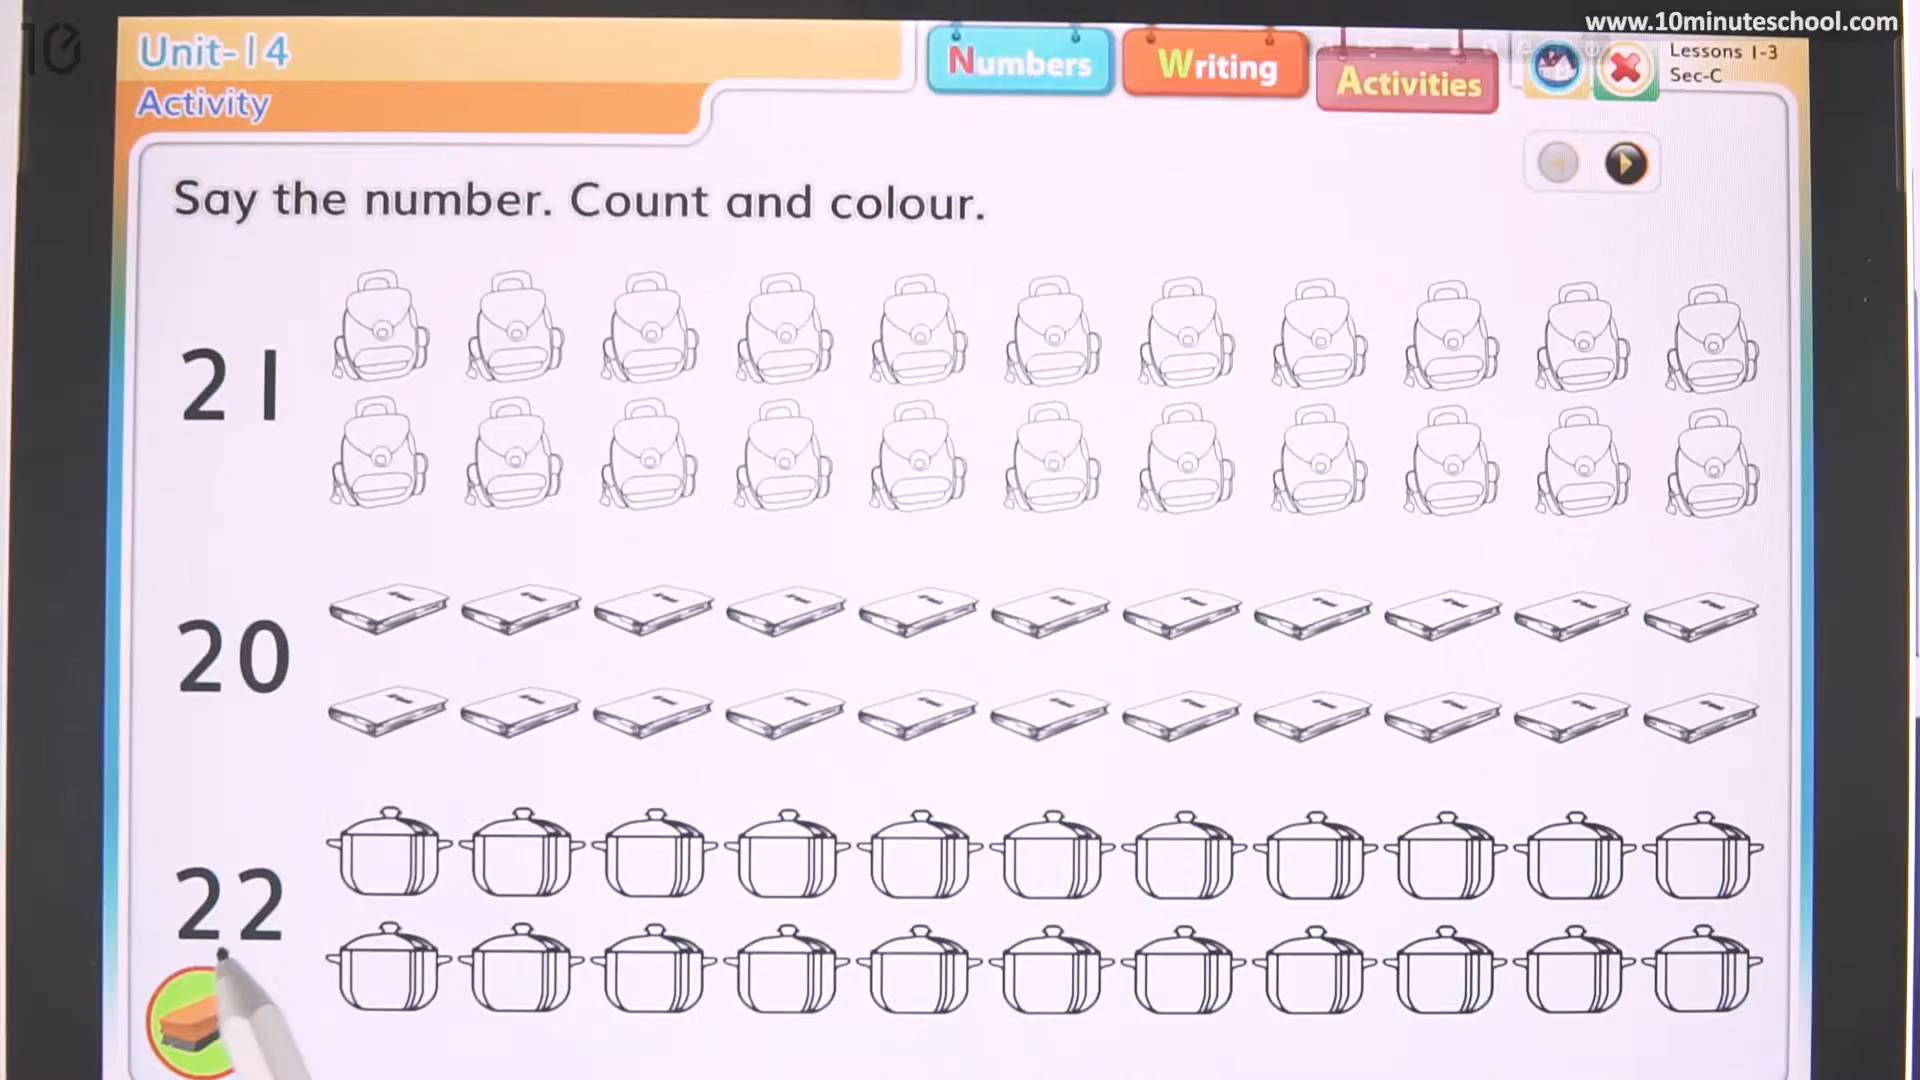 www.10minuteschool.com
10
Unit-14
Numbers
Writing
Activities
Lessons 1-3
Sec-C
Activity
Say the number. Count and colour.
21
20
22